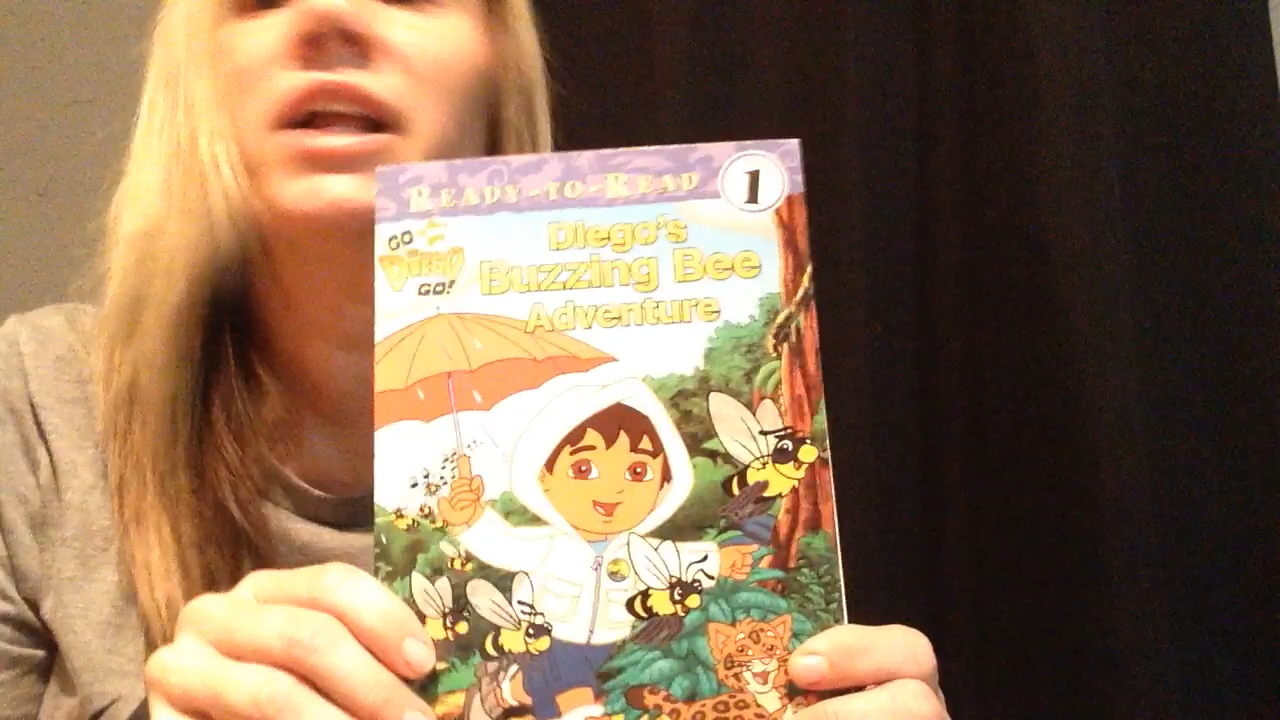 READY-TO-READ 1
GO
DIEGO
GO!
Diego's
Buzzing Bee
Adventure